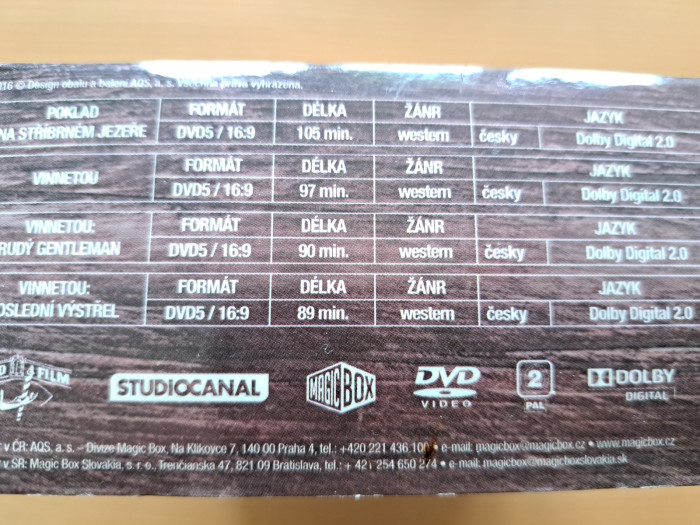 016 © Design obalu a balení AQS, a. s. Všechna práva vyhrazena.
POKLAD FORMÁT DÉLKA ŽÁNR JAZYK
NA STŘÍBRNÉM JEZEŘE DVD5 / 16:9 105 min. western česky Dolby Digital 2.0
VINNETOU FORMÁT DÉLKA ŽÁNR JAZYK
DVD5 / 16:9 97 min. western česky Dolby Digital 2.0
VINNETOU: FORMÁT DÉLKA ŽÁNR JAZYK
RUDÝ GENTLEMAN DVD5 / 16:9 90 min. western česky Dolby Digital 2.0
VINNETOU: FORMÁT DÉLKA ŽÁNR JAZYK
OSLEDNÍ VÝSTŘEL DVD5 / 16:9 89 min. western česky Dolby Digital 2.0
FILM STUDIOCANAL MAGIC BOX DVD VIDEO 2 PAL DOLBY DIGITAL
v ČR: AQS, a. s. – Divize Magic Box, Na Klikovce 7, 140 00 Praha 4, tel.: +420 221 436 100 • e-mail: magicbox@magicbox.cz • www.magicbox.cz
v SR: Magic Box Slovakia, s. r. o., Trenčianska 47, 821 09 Bratislava, tel.: + 421 254 650 274 • e-mail: magicbox@magicboxslovakia.sk